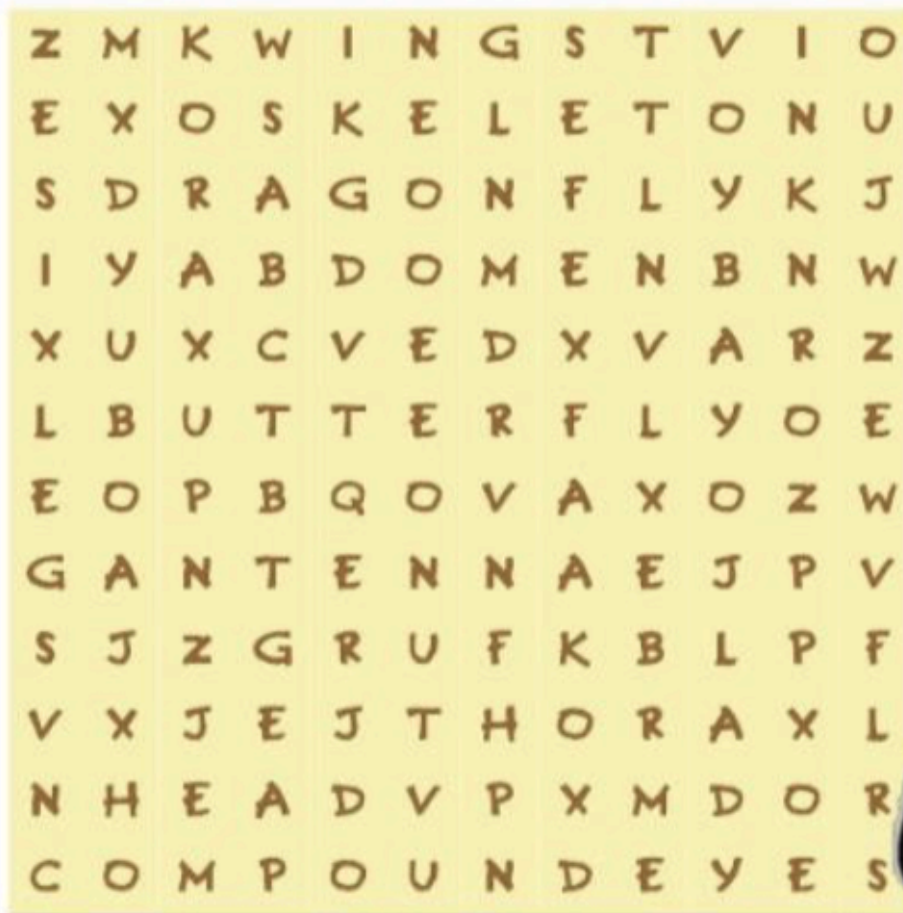 Z M K W I N G S T V I O
E X O S K E L E T O N U
S D R A G O N F L Y K J
I Y A B D O M E N B N W
X U X C V E D X V A R Z
L B U T T E R F L Y O E
E O P B Q O V A X O Z W
G A N T E N N A E J P V
S J Z G R U F K B L P F
V X J E J T H O R A X L
N H E A D V P X M D O R
C O M P O U N D E Y E S